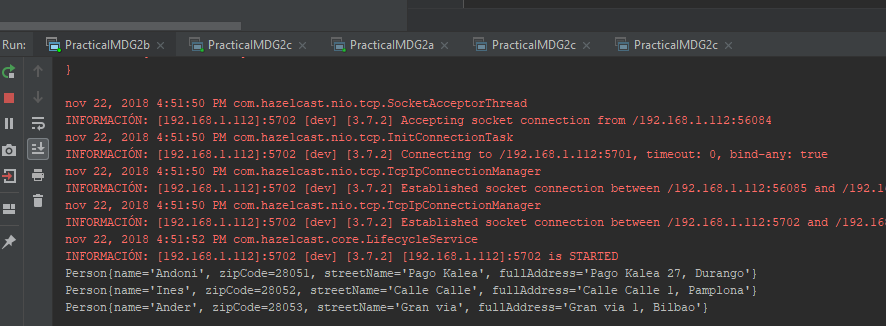 Run: PracticalMDG2b PracticalMDG2c PracticalMDG2a PracticalMDG2c PracticalMDG2c
}
nov 22, 2018 4:51:50 PM com.hazelcast.nio.tcp.SocketAcceptorThread
INFORMACIÓN: [192.168.1.112]:5702 [dev] [3.7.2] Accepting socket connection from /192.168.1.112:56084
nov 22, 2018 4:51:50 PM com.hazelcast.nio.tcp.InitConnectionTask
INFORMACIÓN: [192.168.1.112]:5702 [dev] [3.7.2] Connecting to /192.168.1.112:5701, timeout: 0, bind-any: true
nov 22, 2018 4:51:50 PM com.hazelcast.nio.tcp.TcpIpConnectionManager
INFORMACIÓN: [192.168.1.112]:5702 [dev] [3.7.2] Established socket connection between /192.168.1.112:56085 and /192.1
nov 22, 2018 4:51:50 PM com.hazelcast.nio.tcp.TcpIpConnectionManager
INFORMACIÓN: [192.168.1.112]:5702 [dev] [3.7.2] Established socket connection between /192.168.1.112:5702 and /192.168
nov 22, 2018 4:51:52 PM com.hazelcast.core.LifecycleService
INFORMACIÓN: [192.168.1.112]:5702 [dev] [3.7.2] [192.168.1.112]:5702 is STARTED
Person{name='Andoni', zipCode=28051, streetName='Pago Kalea', fullAddress='Pago Kalea 27, Durango'}
Person{name='Ines', zipCode=28052, streetName='Calle Calle', fullAddress='Calle Calle 1, Pamplona'}
Person{name='Ander', zipCode=28053, streetName='Gran via', fullAddress='Gran via 1, Bilbao'}